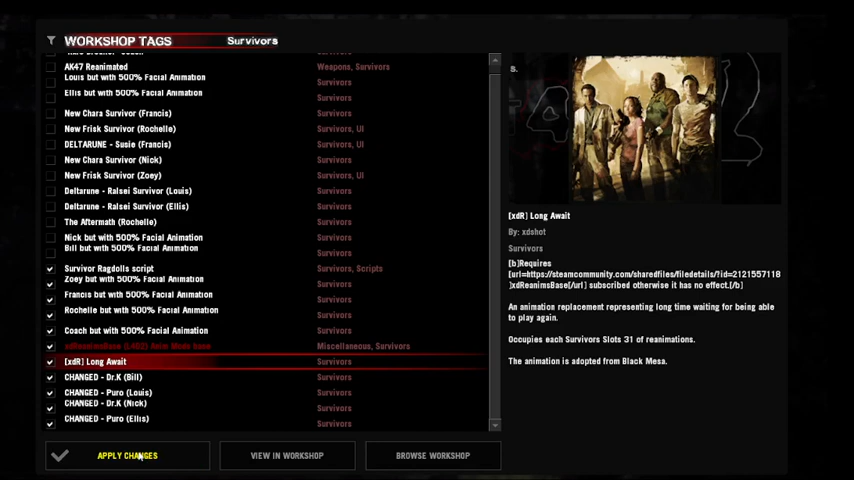 WORKSHOP TAGS Survivors
AK47 Reanimated Weapons, Survivors
Louis but with 500% Facial Animation Survivors
Ellis but with 500% Facial Animation Survivors
New Chara Survivor (Francis) Survivors
New Frisk Survivor (Rochelle) Survivors, UI
DELTARUNE - Susie (Francis) Survivors, UI
New Chara Survivor (Nick) Survivors
New Frisk Survivor (Zoey) Survivors, UI
Deltarune - Ralsei Survivor (Louis) Survivors
Deltarune - Ralsei Survivor (Ellis) Survivors
The Aftermath (Rochelle) Survivors
Nick but with 500% Facial Animation Survivors
Bill but with 500% Facial Animation Survivors
Survivor Ragdolls script Survivors, Scripts
Zoey but with 500% Facial Animation Survivors
Francis but with 500% Facial Animation Survivors
Rochelle but with 500% Facial Animation Survivors
Coach but with 500% Facial Animation Survivors
xdReanimsBase (L4D2) Anim Mods base Miscellaneous, Survivors
[xdR] Long Await Survivors
CHANGED - Dr.K (Bill) Survivors
CHANGED - Puro (Louis) Survivors
CHANGED - Dr.K (Nick) Survivors
CHANGED - Puro (Ellis) Survivors
APPLY CHANGES VIEW IN WORKSHOP BROWSE WORKSHOP
s.
[xdR] Long Await
By: xdshot
Survivors
[b]Requires
[url=https://steamcommunity.com/sharedfiles/filedetails/?id=2121557118
]xdReanimsBase[/url] subscribed otherwise it has no effect.[/b]
An animation replacement representing long time waiting for being able
to play again.
Occupies each Survivors Slots 31 of reanimations.
The animation is adopted from Black Mesa.